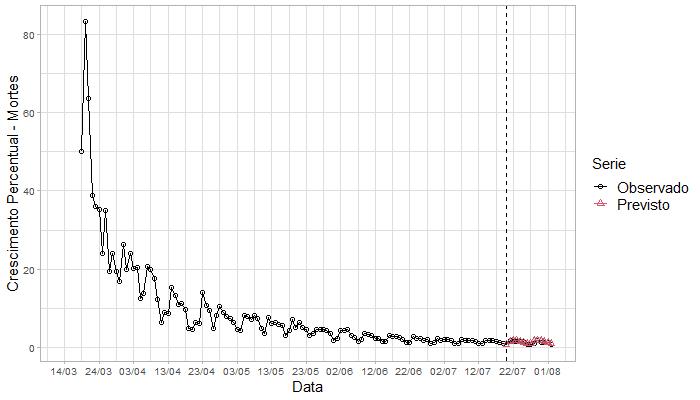 Crescimento Percentual - Mortes
80
60
40
20
0
14/03 24/03 03/04 13/04 23/04 03/05 13/05 23/05 02/06 12/06 22/06 02/07 12/07 22/07 01/08
Data
Serie
Observado
Previsto